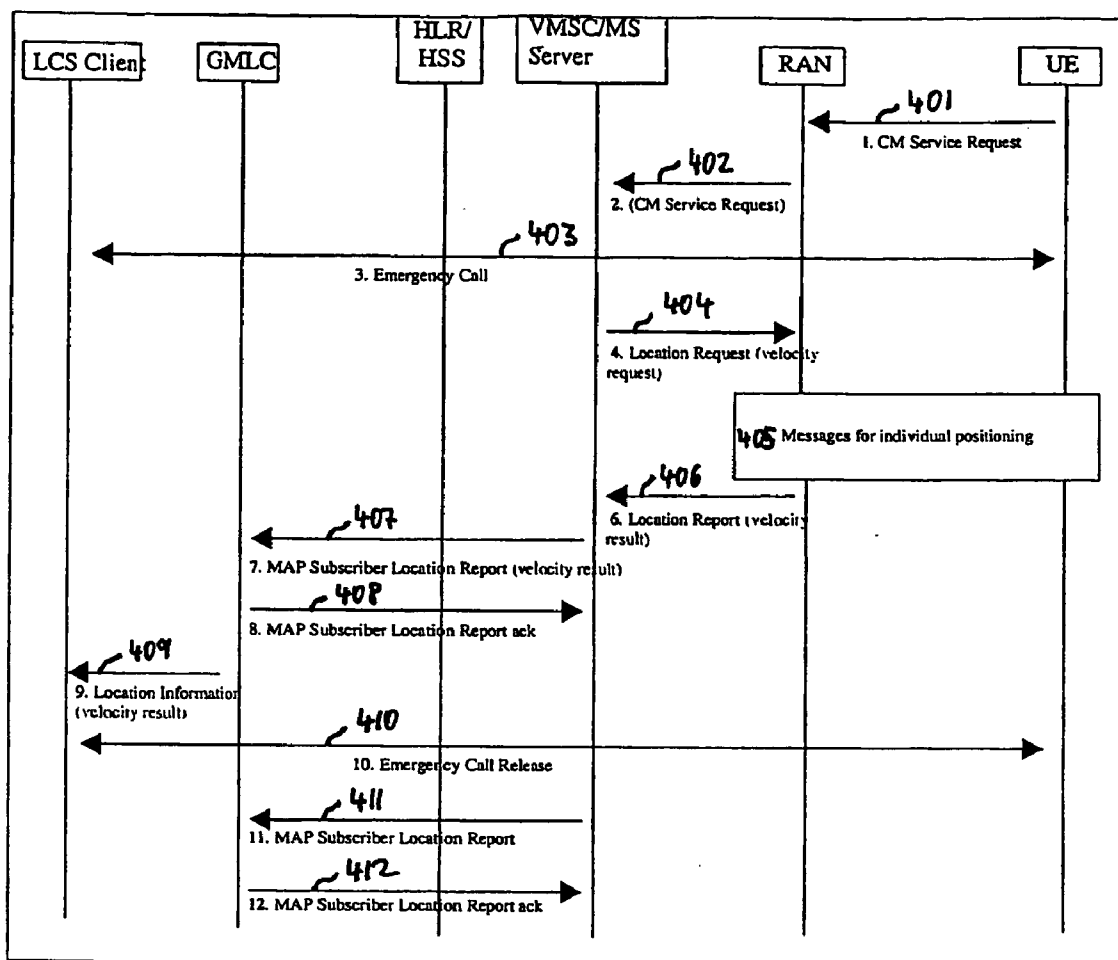 LCS Client
GMLC
HLR/
HSS
VMSC/MS
Server
RAN
UE
401
1. CM Service Request
402
2. (CM Service Request)
403
3. Emergency Call
404
4. Location Request (velocity
request)
405 Messages for individual positioning
406
6. Location Report (velocity
result)
407
7. MAP Subscriber Location Report (velocity result)
408
8. MAP Subscriber Location Report ack
409
9. Location Information
(velocity result)
410
10. Emergency Call Release
411
11. MAP Subscriber Location Report
412
12. MAP Subscriber Location Report ack